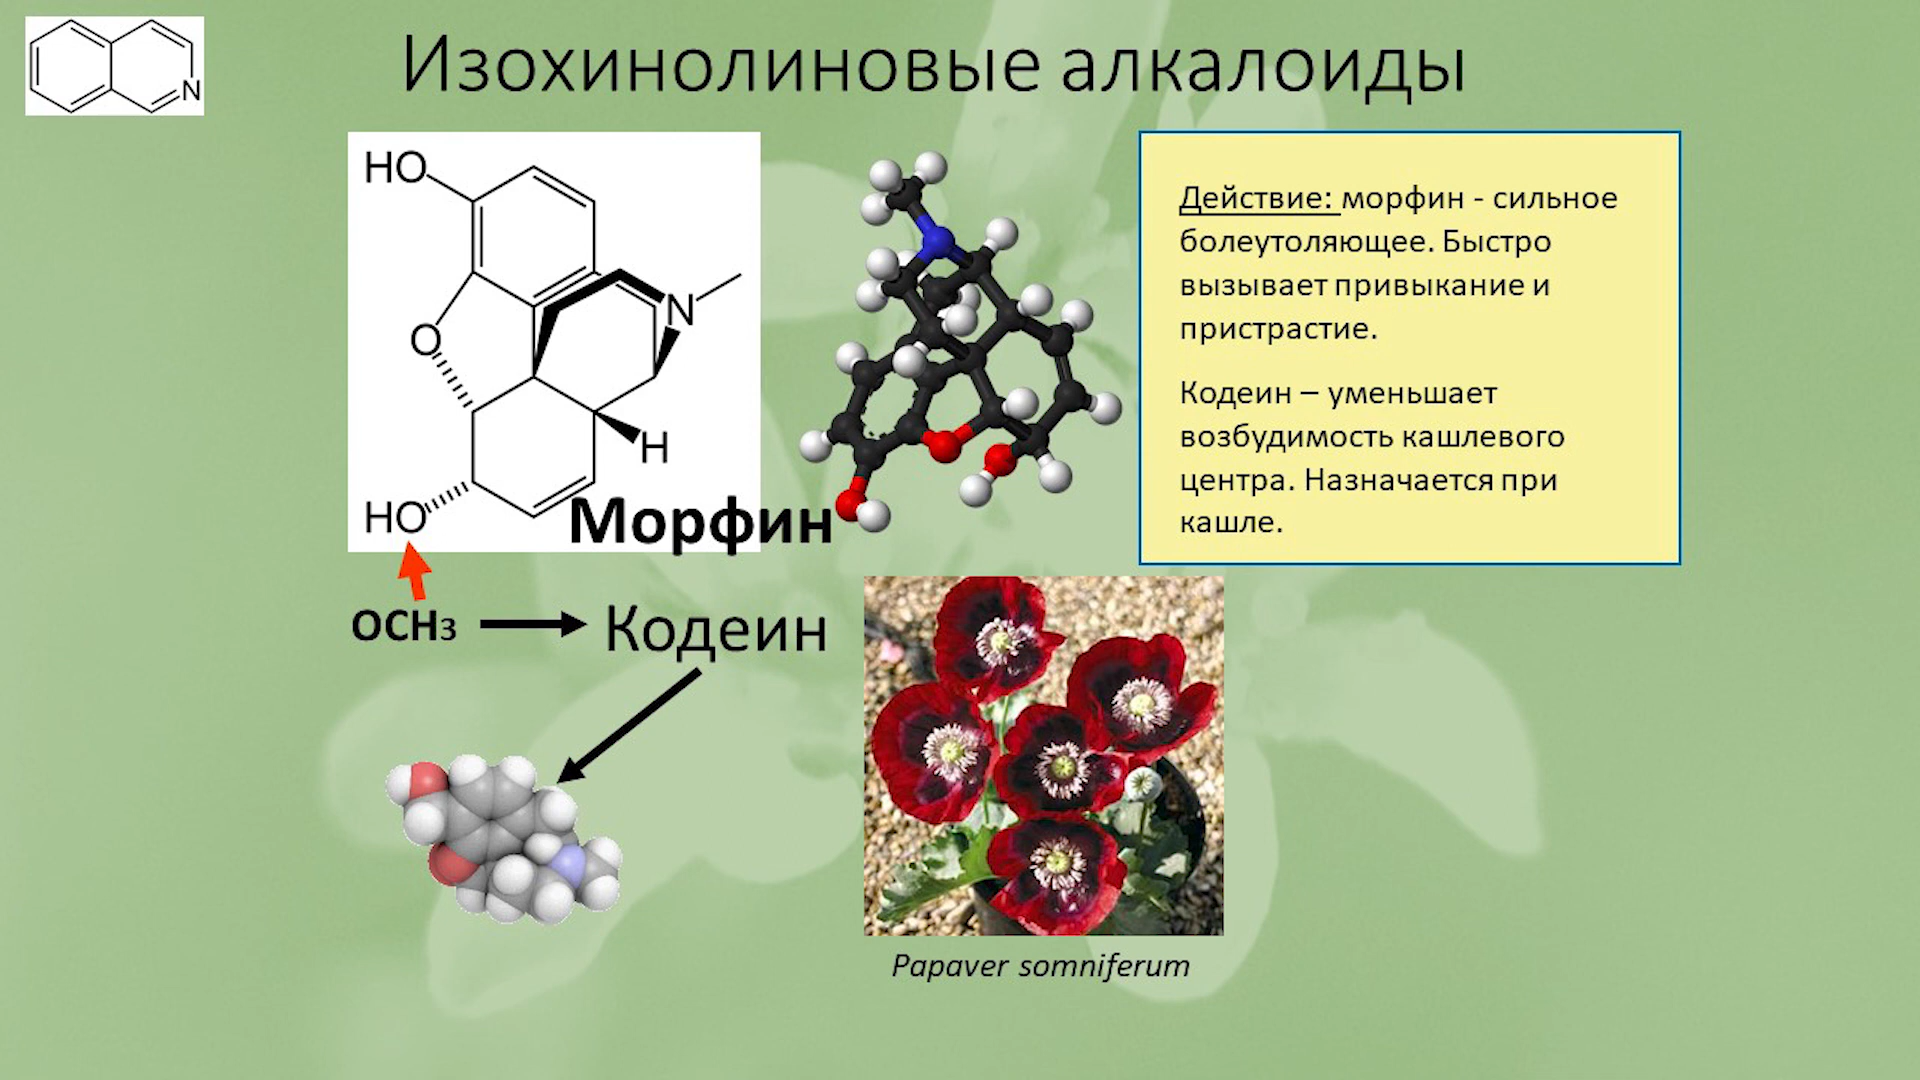 N
Изохинолиновые алкалоиды
HO
N
O
H
HO
Морфин
Действие: морфин - сильное
болеутоляющее. Быстро
вызывает привыкание и
пристрастие.
Кодеин – уменьшает
возбудимость кашлевого
центра. Назначается при
кашле.
OCH3
Кодеин
Papaver somniferum